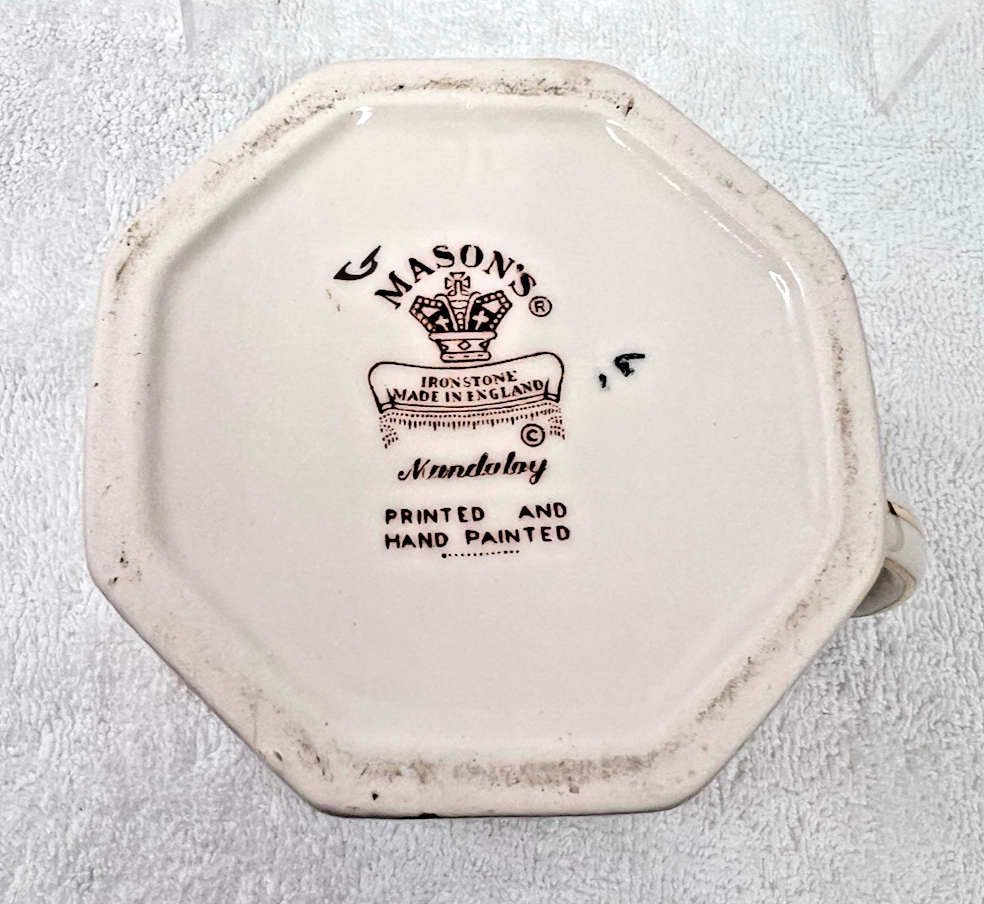 MASON'S ®
IRONSTONE
MADE IN ENGLAND
©
Mandalay
PRINTED AND
HAND PAINTED